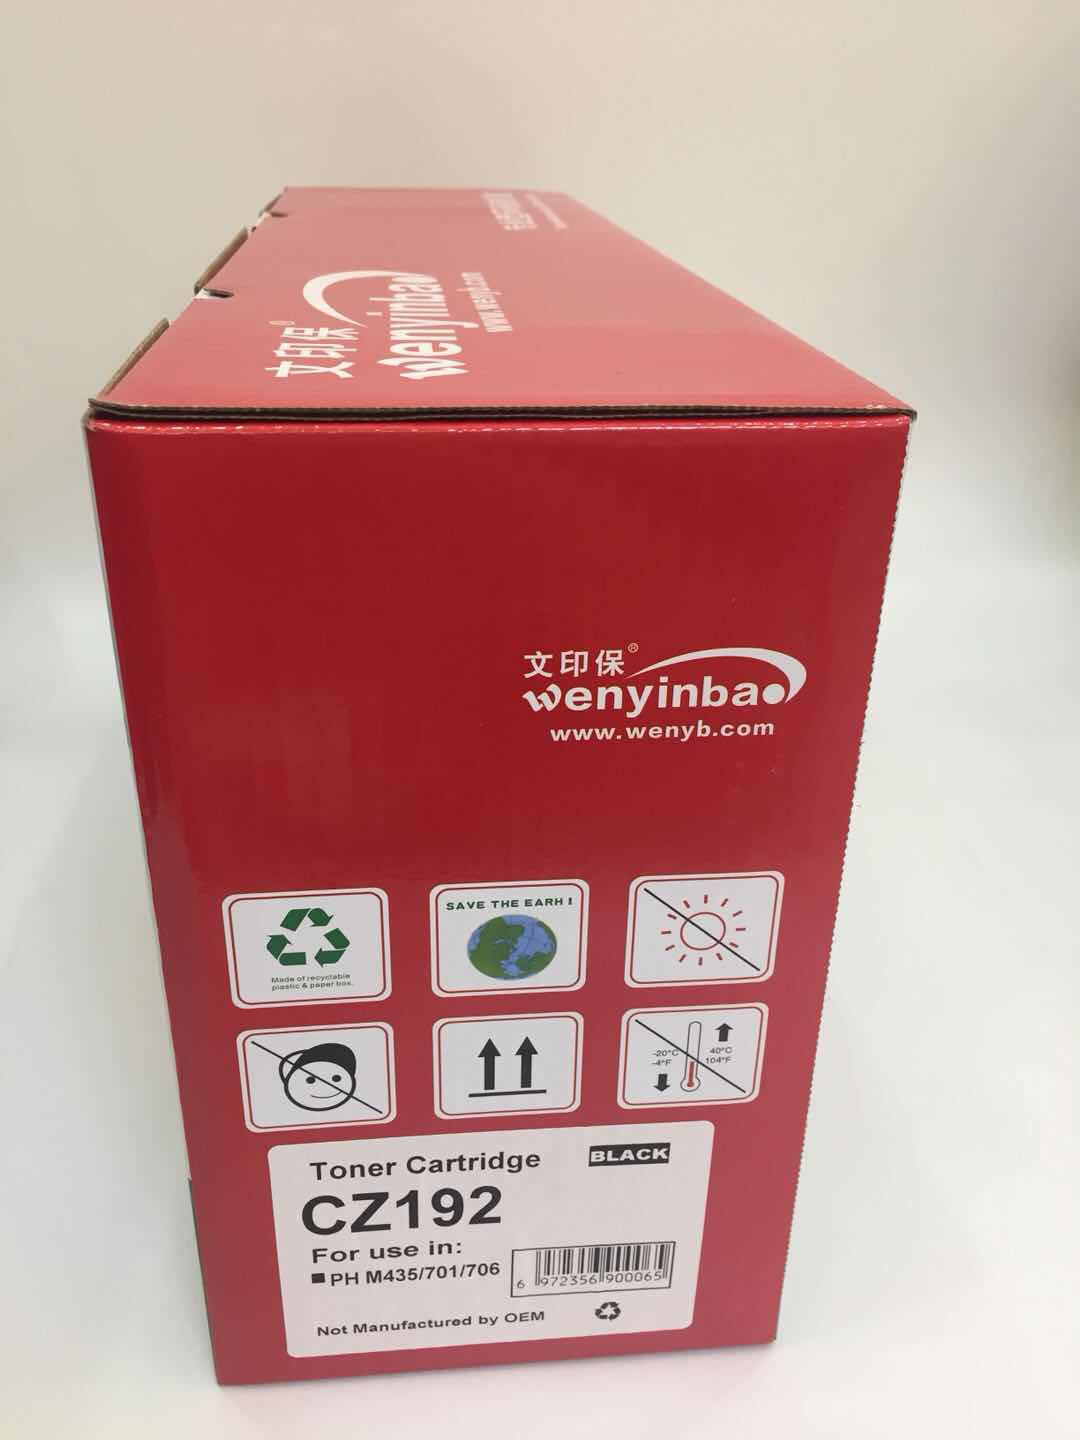 文印保®
wenyinbao
www.wenyb.com
文印保®
wenyinbao
www.wenyb.com
Made of recyclable
plastic & paper box.
SAVE THE EARH !
-20°C
-4°F
40°C
104°F
Toner Cartridge
BLACK
CZ192
For use in:
PH M435/701/706
6 972356 900065
Not Manufactured by OEM